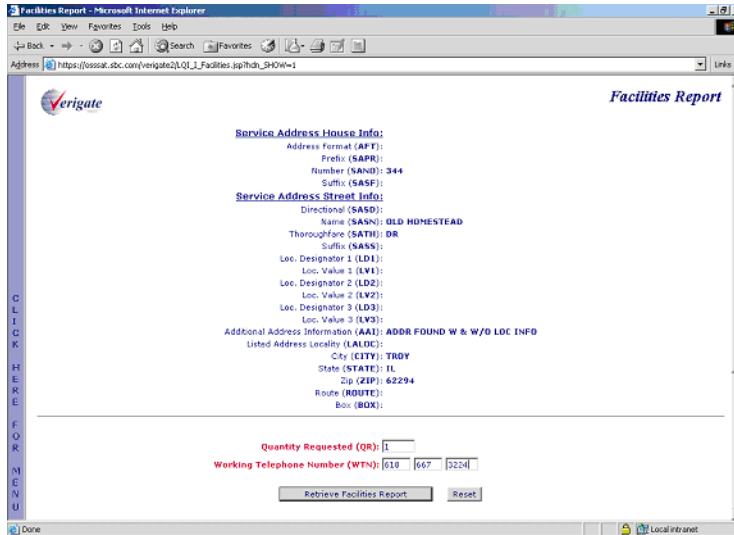 Facilities Report - Microsoft Internet Explorer
File Edit View Favorites Tools Help
Back Search Favorites
Address https://osssat.sbc.com/verigate2/LQI_I_Facilities.jsp?hdn_SHOW=1 Links
Verigate
Facilities Report
Service Address House Info:
Address Format (AFT):
Prefix (SAPR):
Number (SANO): 344
Suffix (SASF):
Service Address Street Info:
Directional (SASD):
Name (SASN): OLD HOMESTEAD
Thoroughfare (SATH): DR
Suffix (SASS):
Loc. Designator 1 (LD1):
Loc. Value 1 (LV1):
Loc. Designator 2 (LD2):
Loc. Value 2 (LV2):
Loc. Designator 3 (LD3):
Loc. Value 3 (LV3):
Additional Address Information (AAI): ADDR FOUND W & W/O LOC INFO
Listed Address Locality (LALOC):
City (CITY): TROY
State (STATE): IL
Zip (ZIP): 62294
Route (ROUTE):
Box (BOX):
CLICK HERE FOR MENU
Quantity Requested (QR): 1
Working Telephone Number (WTN): 618 667 3224
Retrieve Facilities Report Reset
Done Local intranet